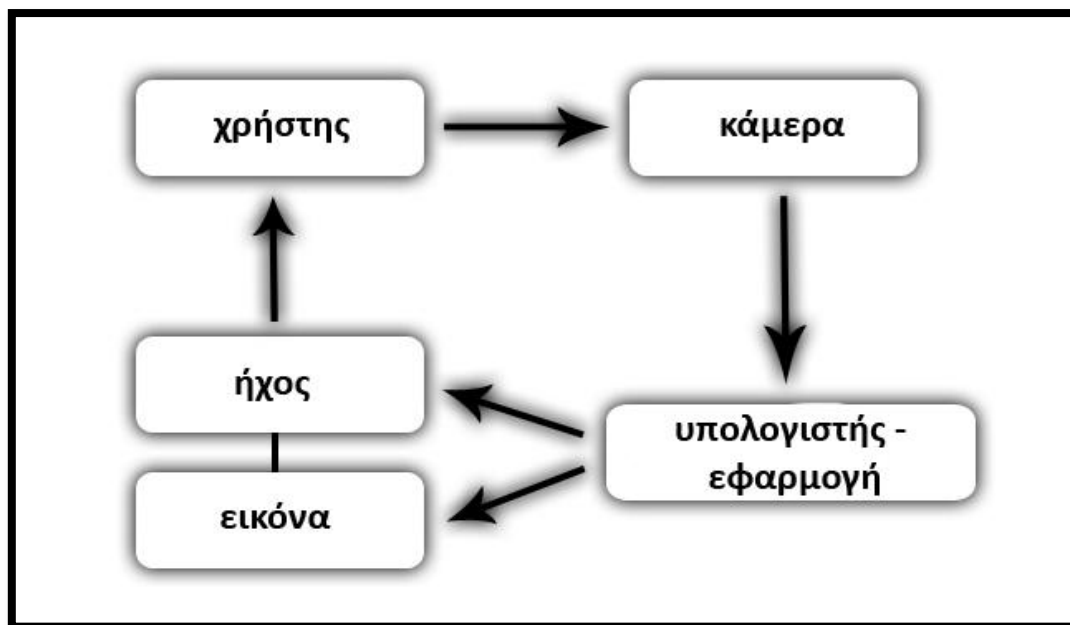 χρήστης
κάμερα
ήχος
υπολογιστής -
εφαρμογή
εικόνα